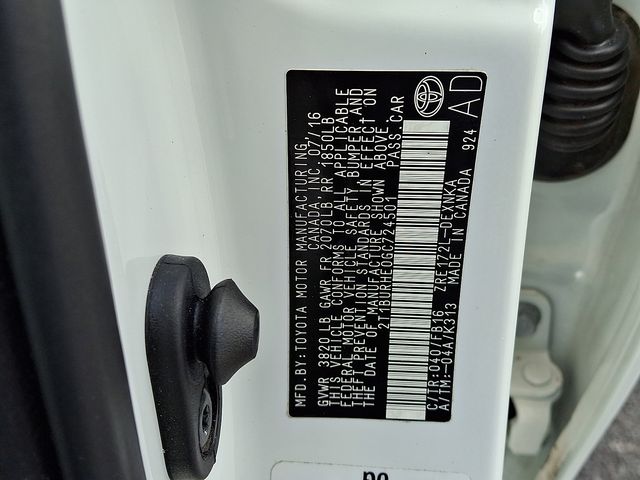 MFD.BY:TOYOTA MOTOR MANUFACTURING
CANADA, INC. 07/16
GVWR 3820LB GAWR FR 2070LB, RR 1850LB
THIS VEHICLE CONFORMS TO ALL APPLICABLE
FEDERAL MOTOR VEHICLE SAFETY BUMPER AND
THEFT PREVENTION STANDARDS IN EFFECT ON
THE DATE OF MANUFACTURE SHOWN ABOVE.
2T1BURHE0GC724501 PASS.CAR
C/TR:040/FB16 ZRE172L-DEXNKA
A/TM:-04A/K313 MADE IN CANADA 924
AD